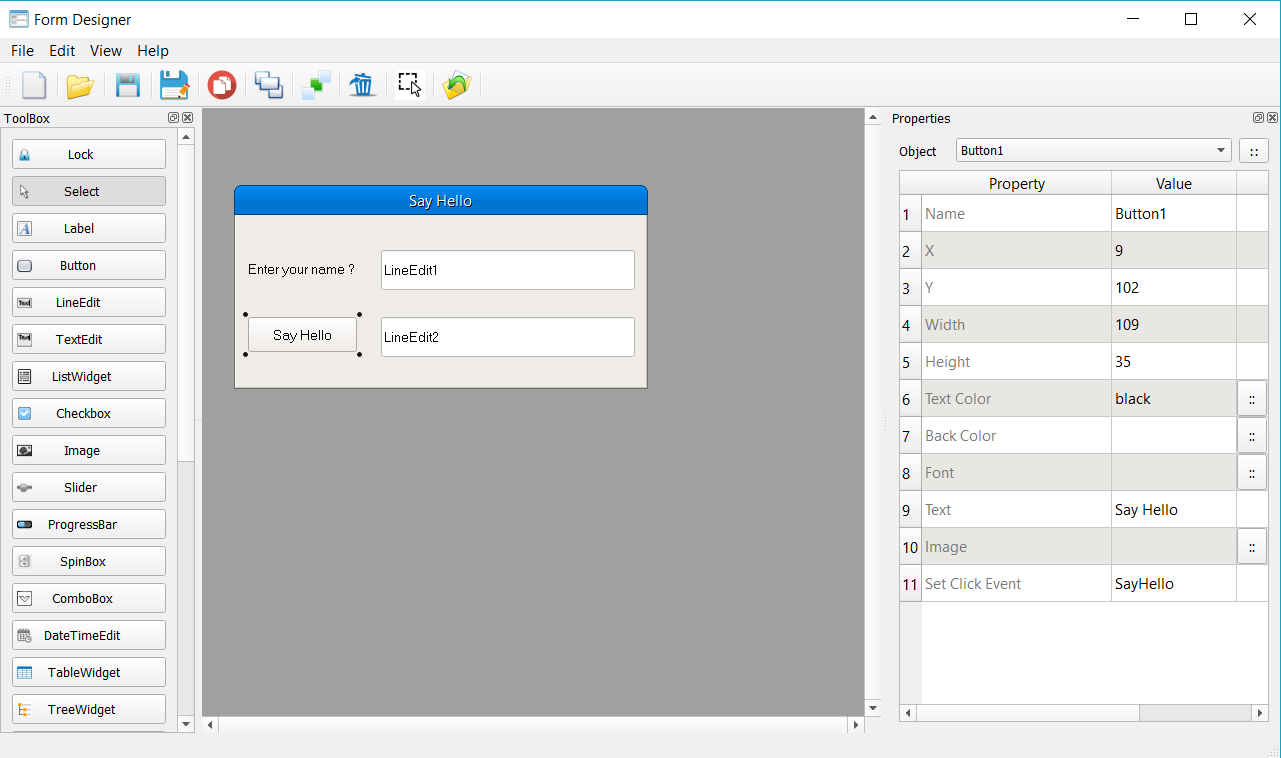 Form Designer
File Edit View Help
ToolBox
Lock
Select
Label
Button
LineEdit
TextEdit
ListWidget
Checkbox
Image
Slider
ProgressBar
SpinBox
ComboBox
DateTimeEdit
TableWidget
TreeWidget
Say Hello
Enter your name ? LineEdit1
Say Hello LineEdit2
Properties
Object Button1 ::
Property Value
1 Name Button1
2 X 9
3 Y 102
4 Width 109
5 Height 35
6 Text Color black ::
7 Back Color ::
8 Font ::
9 Text Say Hello
10 Image ::
11 Set Click Event SayHello